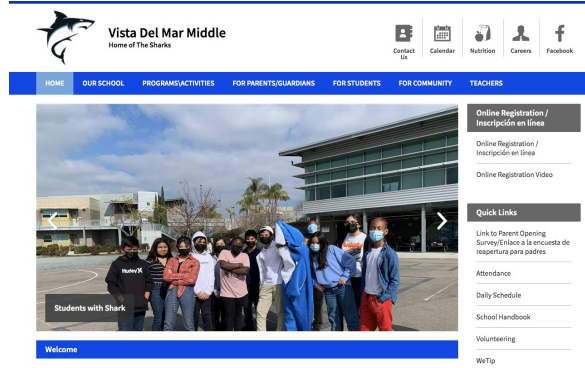 Vista Del Mar Middle
Home of The Sharks
Contact
Us
Calendar
Nutrition
Careers
Facebook
HOME
OUR SCHOOL
PROGRAMS\ACTIVITIES
FOR PARENTS/GUARDIANS
FOR STUDENTS
FOR COMMUNITY
TEACHERS
Hurley
Students with Shark
Welcome
Online Registration /
Inscripción en línea
Online Registration /
Inscripción en línea
Online Registration Video
Quick Links
Link to Parent Opening
Survey/Enlace a la encuesta de
reapertura para padres
Attendance
Daily Schedule
School Handbook
Volunteering
WeTip